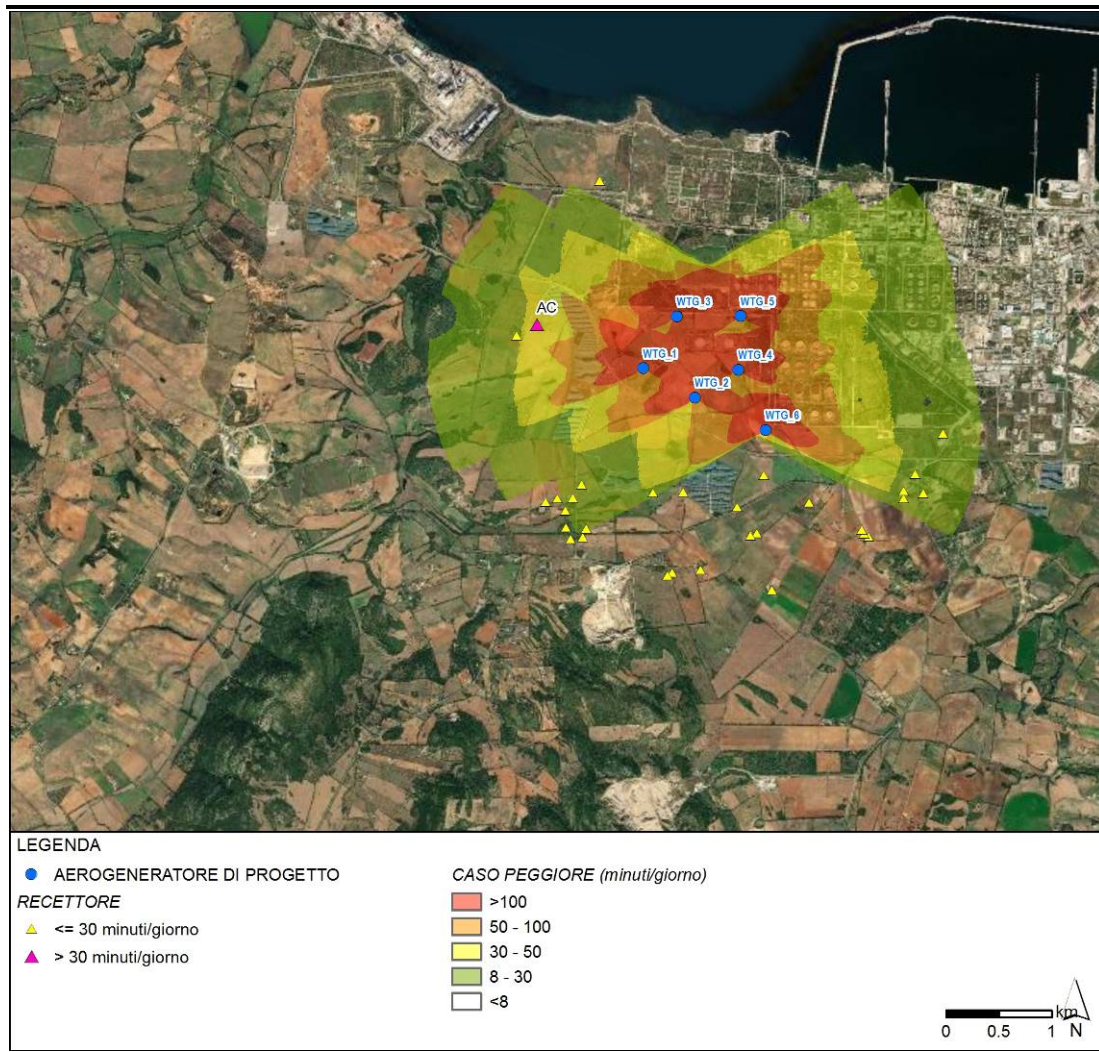 AC
WTG_3
WTG_5
WTG_1
WTG_4
WTG_2
WTG_6
LEGENDA
AEROGENERATORE DI PROGETTO
RECETTORE
<= 30 minuti/giorno
> 30 minuti/giorno
CASO PEGGIORE (minuti/giorno)
>100
50 - 100
30 - 50
8 - 30
<8
km
0 0.5 1 N